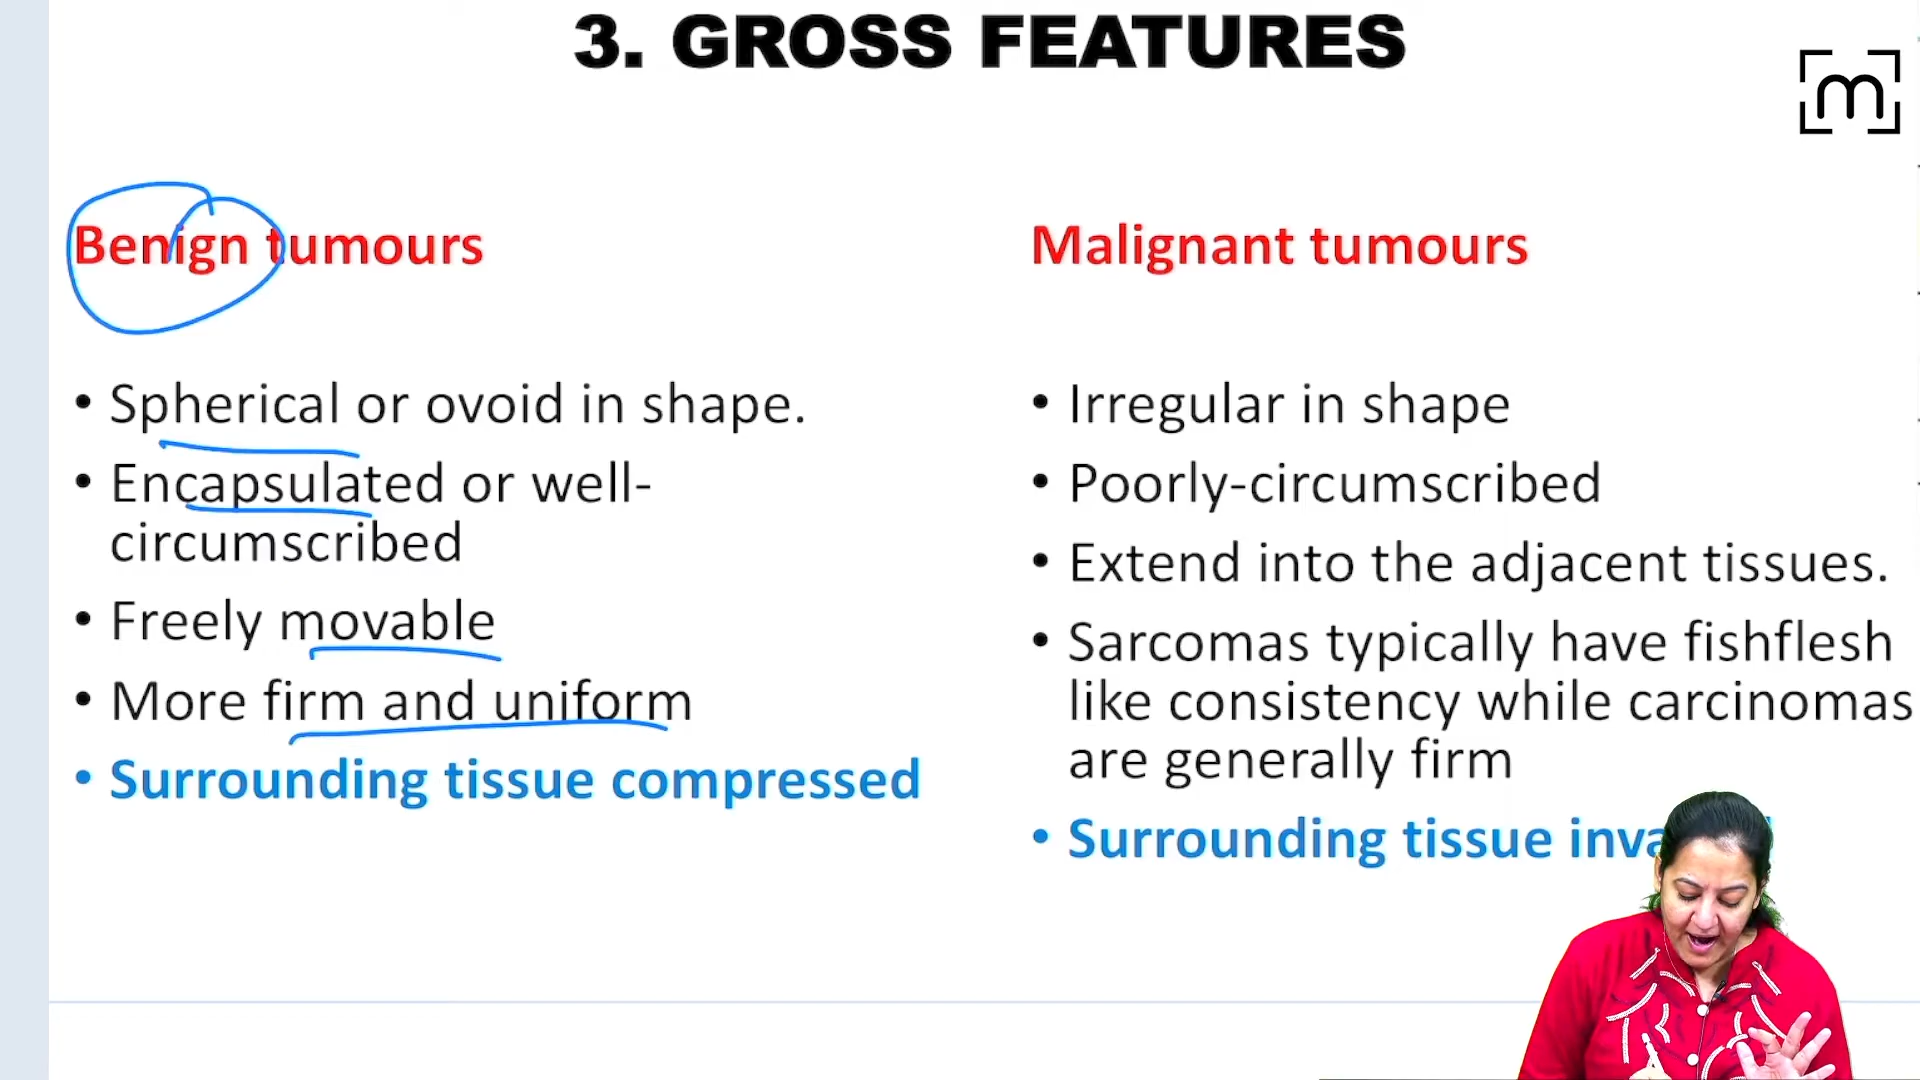 3. GROSS FEATURES
m
Benign tumours
• Spherical or ovoid in shape.
• Encapsulated or well-
circumscribed
• Freely movable
• More firm and uniform
• Surrounding tissue compressed
Malignant tumours
• Irregular in shape
• Poorly-circumscribed
• Extend into the adjacent tissues.
• Sarcomas typically have fishflesh
like consistency while carcinomas
are generally firm
• Surrounding tissue